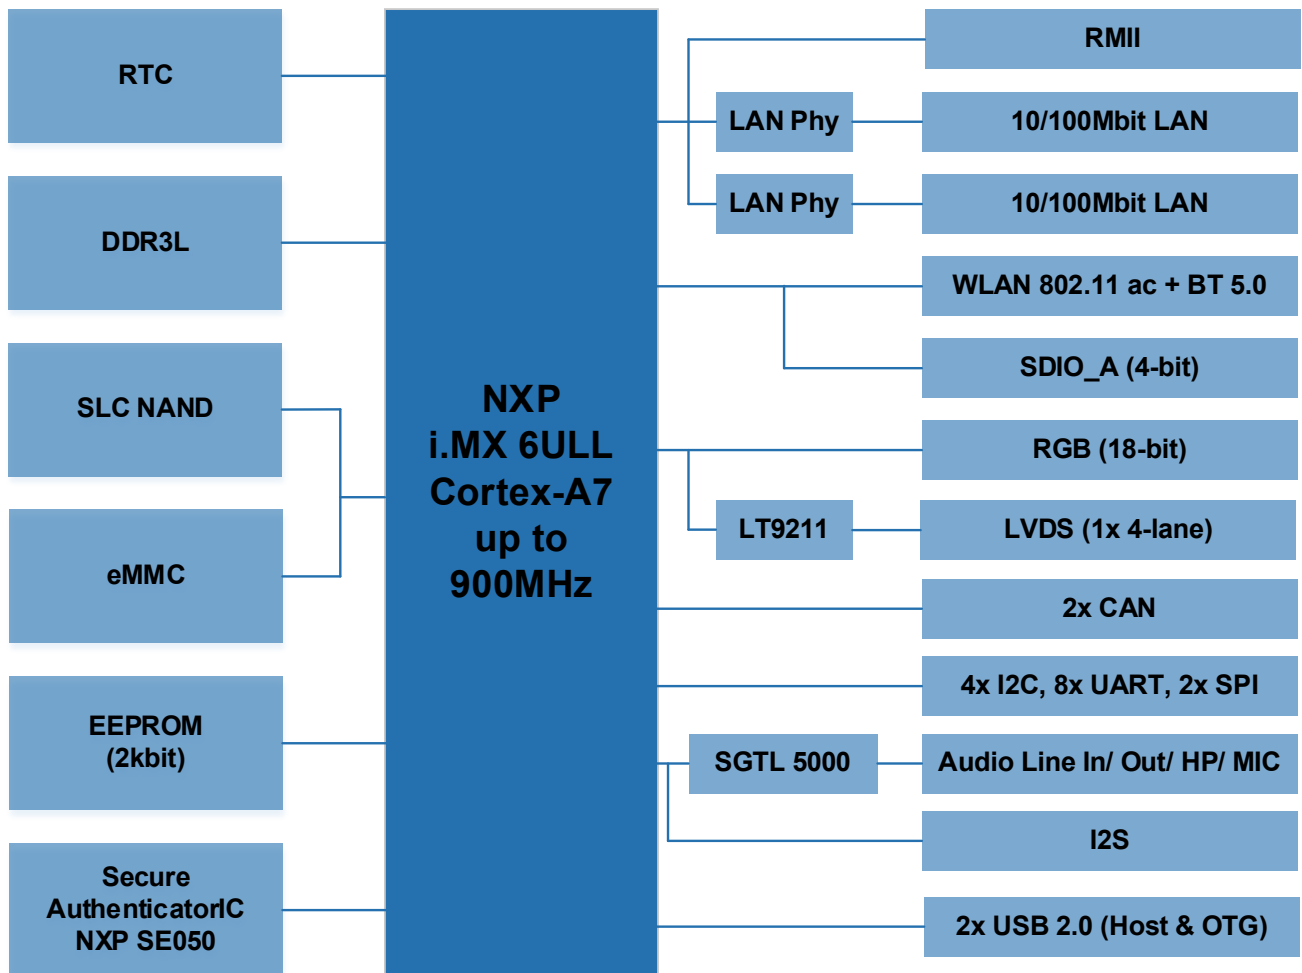 RTC
DDR3L
SLC NAND
eMMC
EEPROM
(2kbit)
Secure
AuthenticatorIC
NXP SE050
NXP
i.MX 6ULL
Cortex-A7
up to
900MHz
RMII
LAN Phy
10/100Mbit LAN
LAN Phy
10/100Mbit LAN
WLAN 802.11 ac + BT 5.0
SDIO_A (4-bit)
RGB (18-bit)
LT9211
LVDS (1x 4-lane)
2x CAN
4x I2C, 8x UART, 2x SPI
SGTL 5000
Audio Line In/ Out/ HP/ MIC
I2S
2x USB 2.0 (Host & OTG)